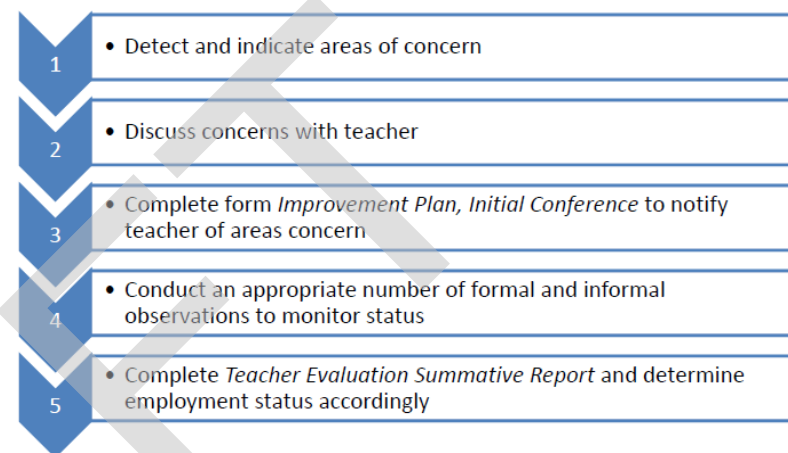 1
• Detect and indicate areas of concern
2
• Discuss concerns with teacher
3
• Complete form Improvement Plan, Initial Conference to notify
teacher of areas concern
4
• Conduct an appropriate number of formal and informal
observations to monitor status
5
• Complete Teacher Evaluation Summative Report and determine
employment status accordingly